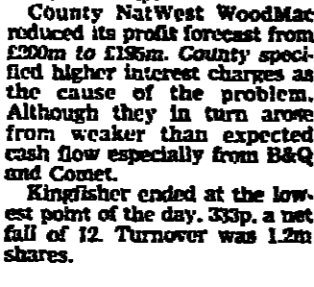 County NatWest WoodMac
reduced its profit forecast from
£200m to £195m. County speci-
fied higher interest charges as
the cause of the problem.
Although they in turn arose
from weaker than expected
cash flow especially from B&Q
and Comet.
Kingfisher ended at the low-
est point of the day. 333p. a net
fall of 12. Turnover was 1.2m
shares.